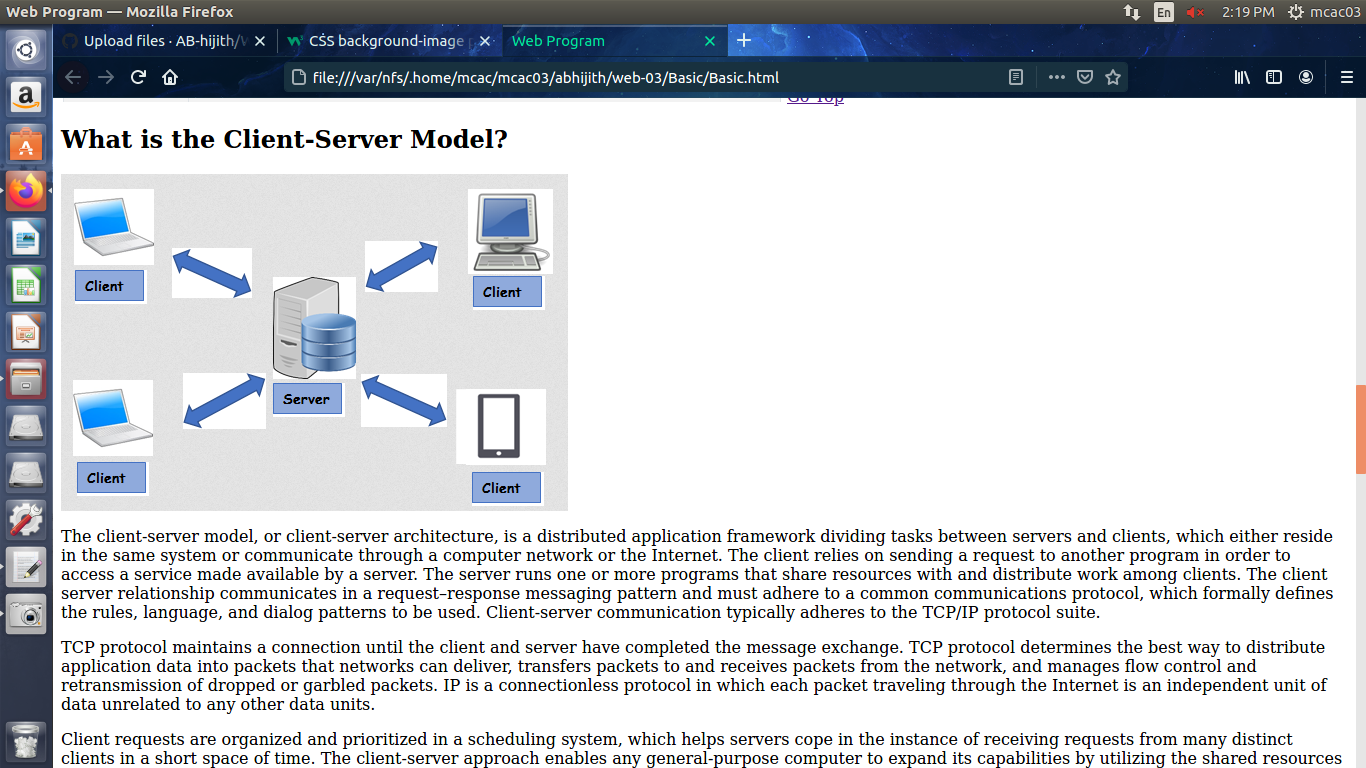 Web Program — Mozilla Firefox
En
2:19 PM
mcac03
Upload files · AB-hijith/
CSS background-image
Web Program
file:///var/nfs/.home/mcac/mcac03/abhijith/web-03/Basic/Basic.html
Go Top
What is the Client-Server Model?
Client
Client
Server
Client
Client
The client-server model, or client-server architecture, is a distributed application framework dividing tasks between servers and clients, which either reside
in the same system or communicate through a computer network or the Internet. The client relies on sending a request to another program in order to
access a service made available by a server. The server runs one or more programs that share resources with and distribute work among clients. The client
server relationship communicates in a request–response messaging pattern and must adhere to a common communications protocol, which formally defines
the rules, language, and dialog patterns to be used. Client-server communication typically adheres to the TCP/IP protocol suite.
TCP protocol maintains a connection until the client and server have completed the message exchange. TCP protocol determines the best way to distribute
application data into packets that networks can deliver, transfers packets to and receives packets from the network, and manages flow control and
retransmission of dropped or garbled packets. IP is a connectionless protocol in which each packet traveling through the Internet is an independent unit of
data unrelated to any other data units.
Client requests are organized and prioritized in a scheduling system, which helps servers cope in the instance of receiving requests from many distinct
clients in a short space of time. The client-server approach enables any general-purpose computer to expand its capabilities by utilizing the shared resources